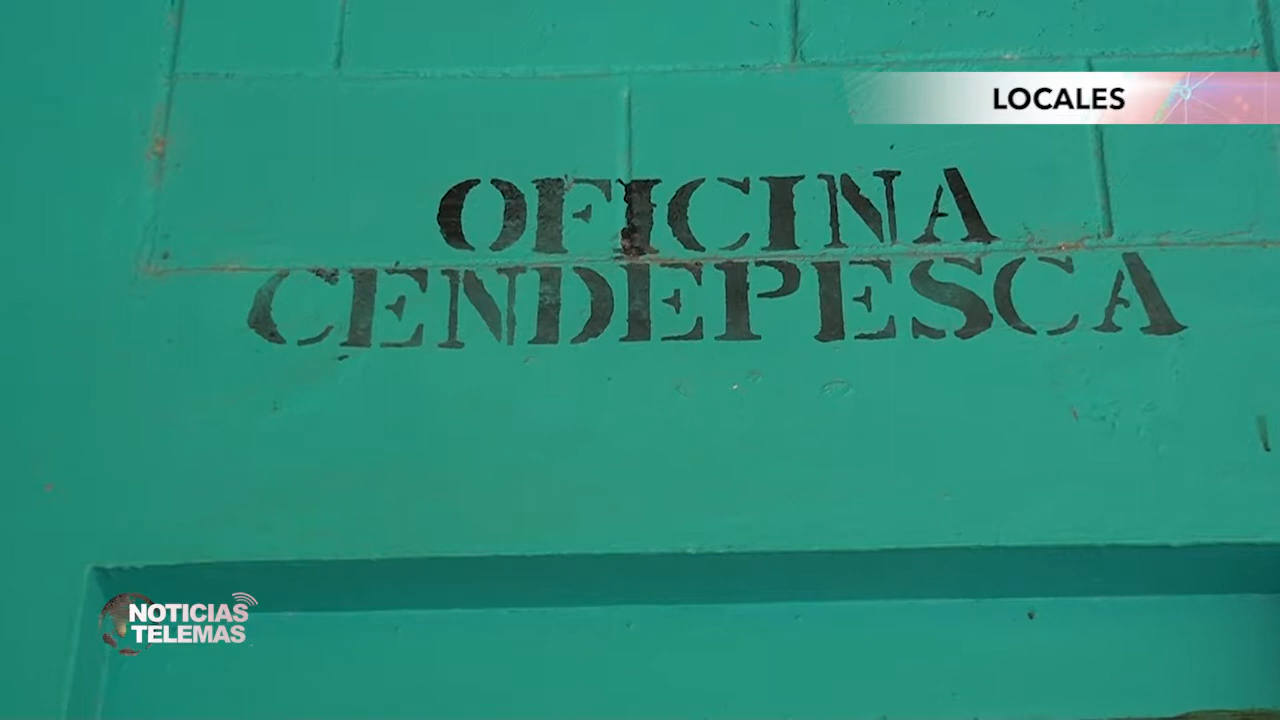 LOCALES
OFICINA
CENDEPESCA
NOTICIAS
TELEMAS